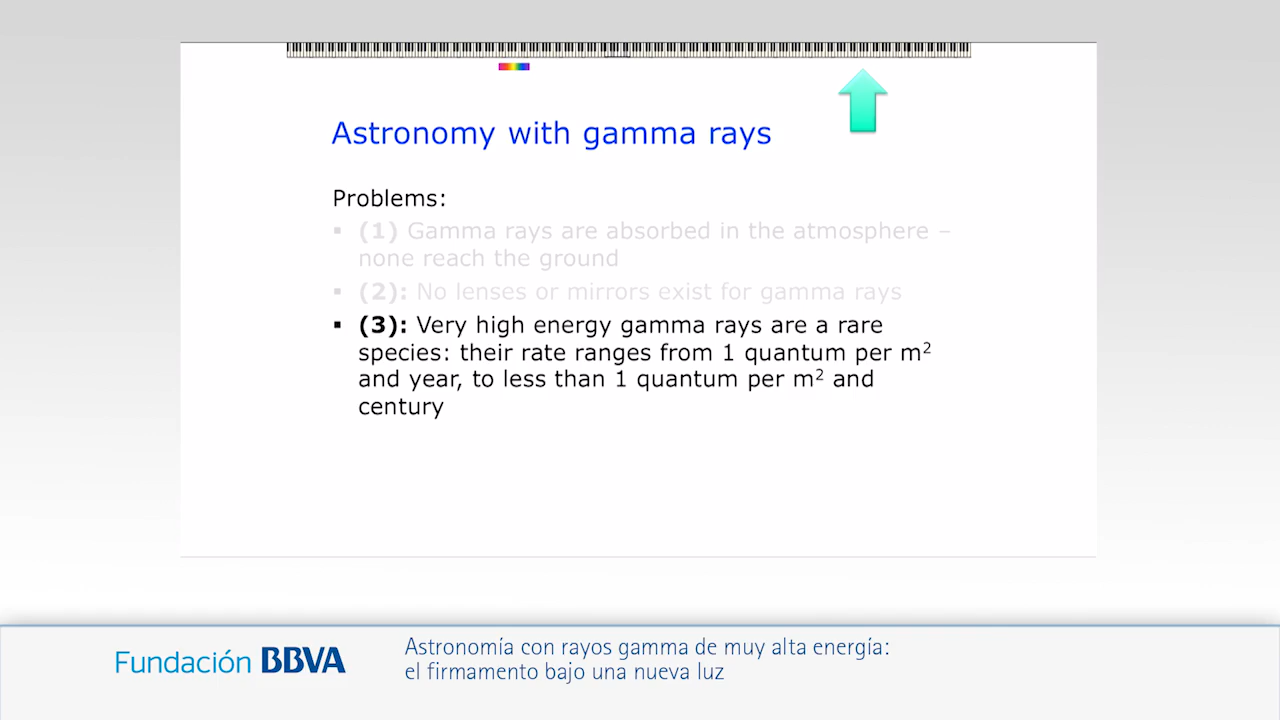 Astronomy with gamma rays
Problems:
▪ (1) Gamma rays are absorbed in the atmosphere –
none reach the ground
▪ (2): No lenses or mirrors exist for gamma rays
▪ (3): Very high energy gamma rays are a rare
species: their rate ranges from 1 quantum per m²
and year, to less than 1 quantum per m² and
century
Fundación BBVA
Astronomía con rayos gamma de muy alta energía:
el firmamento bajo una nueva luz